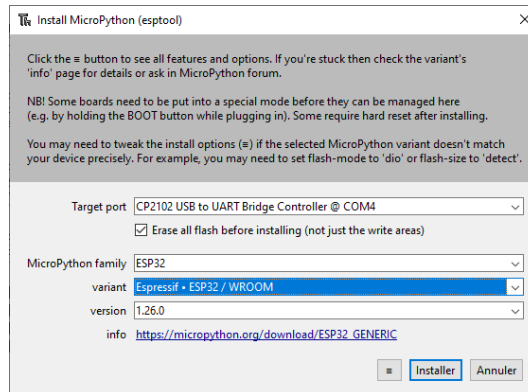 Install MicroPython (esptool)
Click the ≡ button to see all features and options. If you're stuck then check the variant's
'info' page for details or ask in MicroPython forum.
NB! Some boards need to be put into a special mode before they can be managed here
(e.g. by holding the BOOT button while plugging in). Some require hard reset after installing.
You may need to tweak the install options (≡) if the selected MicroPython variant doesn't match
your device precisely. For example, you may need to set flash-mode to 'dio' or flash-size to 'detect'.
Target port CP2102 USB to UART Bridge Controller @ COM4
Erase all flash before installing (not just the write areas)
MicroPython family ESP32
variant Espressif • ESP32 / WROOM
version 1.26.0
info https://micropython.org/download/ESP32_GENERIC
≡ Installer Annuler